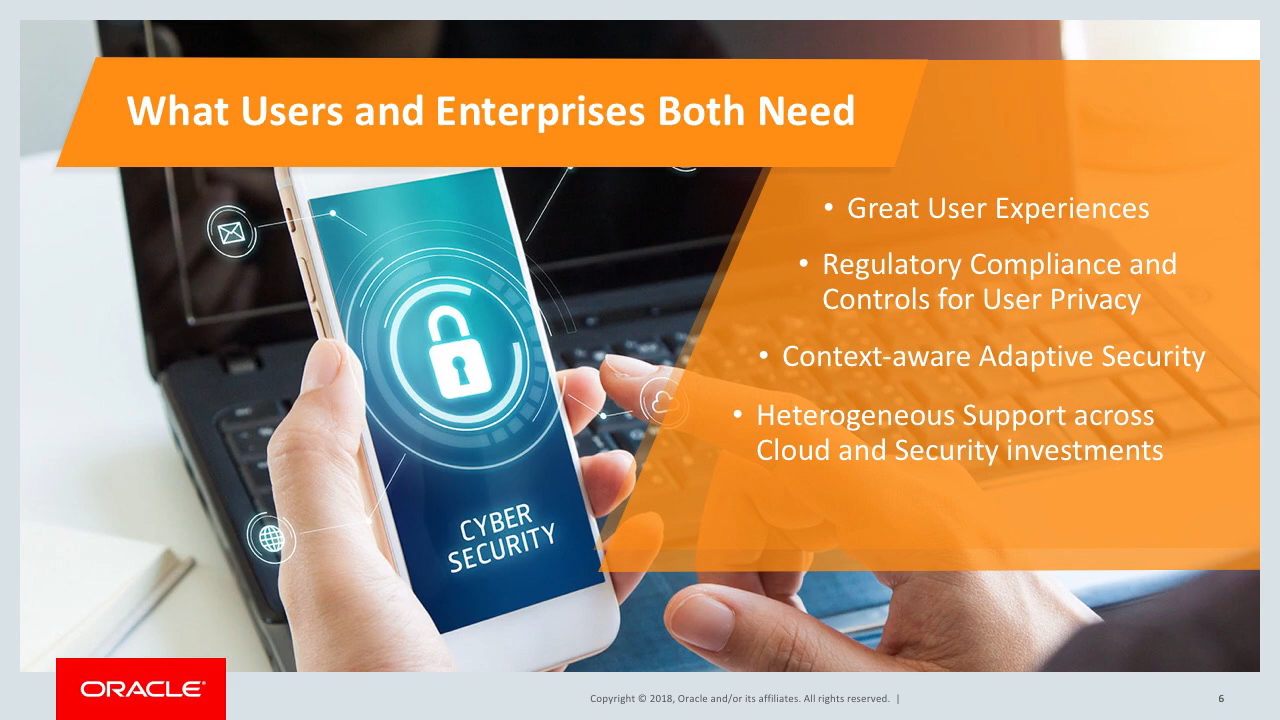 What Users and Enterprises Both Need
• Great User Experiences
• Regulatory Compliance and
Controls for User Privacy
• Context-aware Adaptive Security
• Heterogeneous Support across
Cloud and Security investments
CYBER
SECURITY
ORACLE®
Copyright © 2018, Oracle and/or its affiliates. All rights reserved. |
6